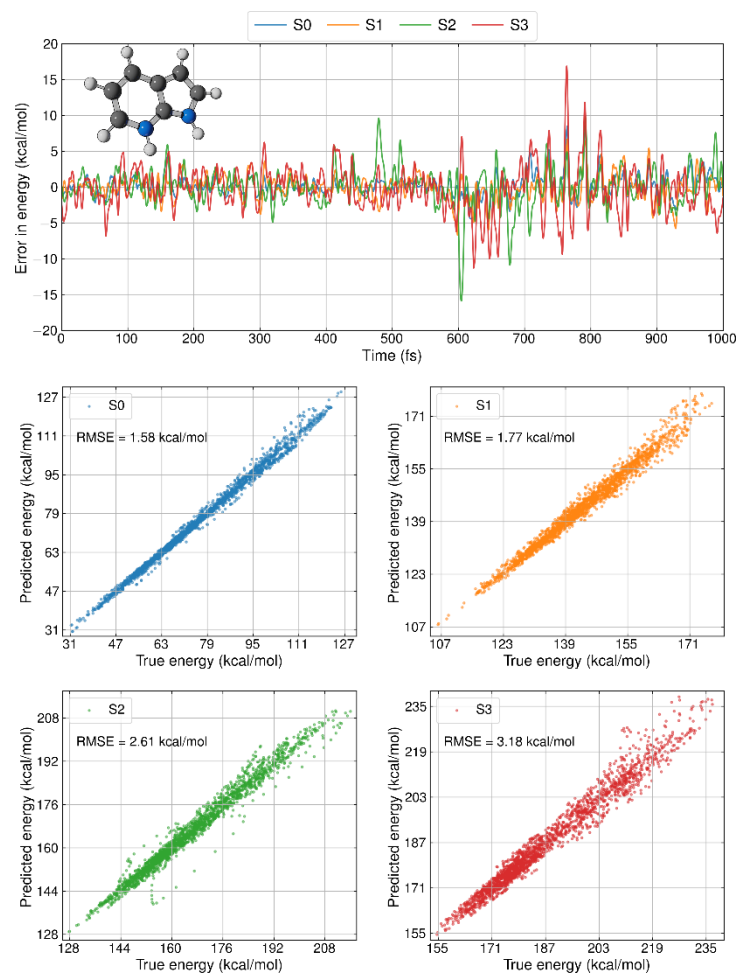 S0 S1 S2 S3
20
15
10
5
0
−5
−10
−15
−20
Error in energy (kcal/mol)
0 100 200 300 400 500 600 700 800 900 1000
Time (fs)
S0
RMSE = 1.58 kcal/mol
127
111
95
79
63
47
31
Predicted energy (kcal/mol)
31 47 63 79 95 111 127
True energy (kcal/mol)
S1
RMSE = 1.77 kcal/mol
171
155
139
123
107
Predicted energy (kcal/mol)
107 123 139 155 171
True energy (kcal/mol)
S2
RMSE = 2.61 kcal/mol
208
192
176
160
144
128
Predicted energy (kcal/mol)
128 144 160 176 192 208
True energy (kcal/mol)
S3
RMSE = 3.18 kcal/mol
235
219
203
187
171
155
Predicted energy (kcal/mol)
155 171 187 203 219 235
True energy (kcal/mol)